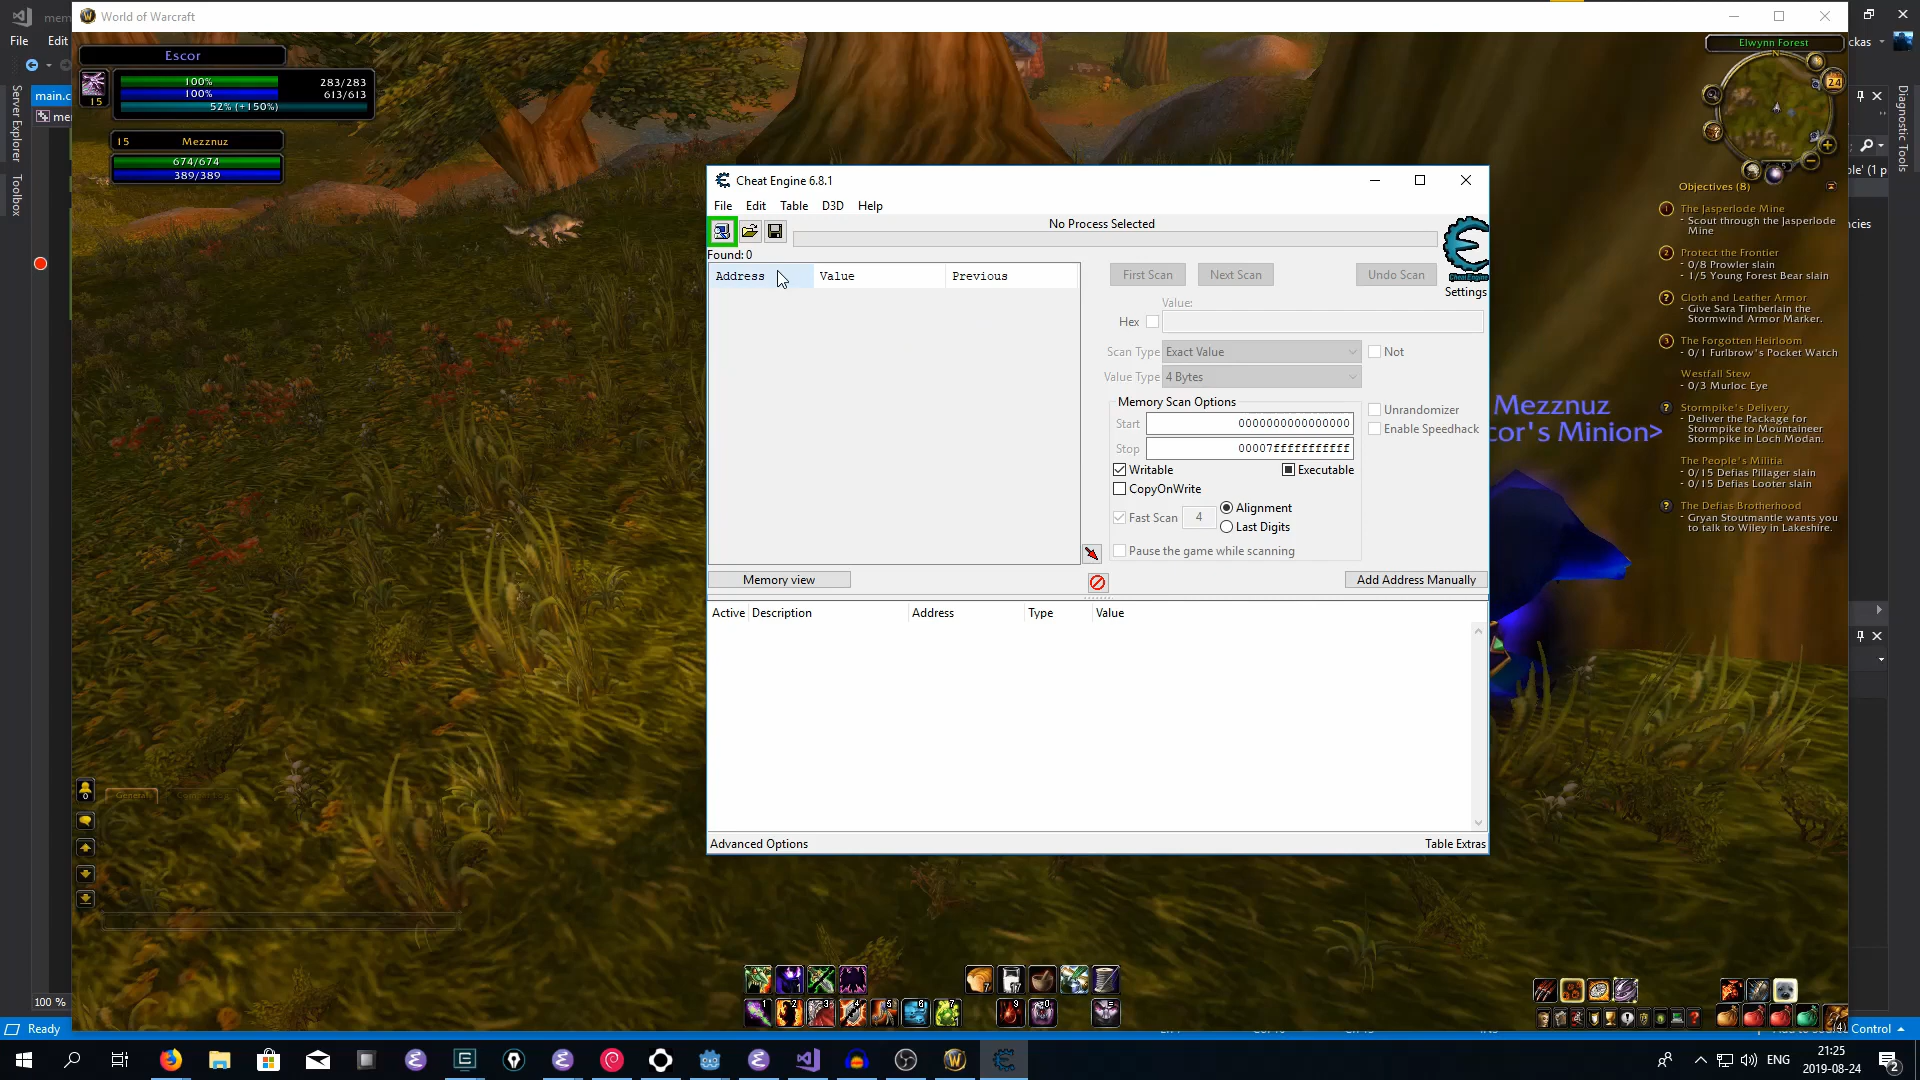 World of Warcraft
File Edit
Server Explorer
Toolbox
main.c
Escor
100%
283/283
100%
613/613
52% (+150%)
15
15 Mezznuz
674/674
389/389
Elwynn Forest
24
Objectives (8)
The Jasperlode Mine
- Scout through the Jasperlode
Mine
Protect the Frontier
- 0/8 Prowler slain
- 1/5 Young Forest Bear slain
Cloth and Leather Armor
- Give Sara Timberlain the
Stormwind Armor Marker.
The Forgotten Heirloom
- 0/1 Furlbrow's Pocket Watch
Westfall Stew
- 0/3 Murloc Eye
Stormpike's Delivery
- Deliver the Package for
Stormpike to Mountaineer
Stormpike in Loch Modan.
The People's Militia
- 0/15 Defias Pillager slain
- 0/15 Defias Looter slain
The Defias Brotherhood
- Gryan Stoutmantle wants you
to talk to Wiley in Lakeshire.
Mezznuz
cor's Minion>
Diagnostic Tools
ckas
ble' (1 p
cies
Cheat Engine 6.8.1
File Edit Table D3D Help
No Process Selected
Found: 0
Address Value Previous
First Scan Next Scan Undo Scan
Cheat Engine
Settings
Value:
Hex
Scan Type Exact Value Not
Value Type 4 Bytes
Memory Scan Options
Start 0000000000000000
Stop 00007fffffffffff
Unrandomizer
Enable Speedhack
Writable Executable
CopyOnWrite
Fast Scan 4 Alignment
Last Digits
Pause the game while scanning
Memory view Add Address Manually
Active Description Address Type Value
Advanced Options Table Extras
General
100 %
Ready
Control
ENG
21:25
2019-08-24
2